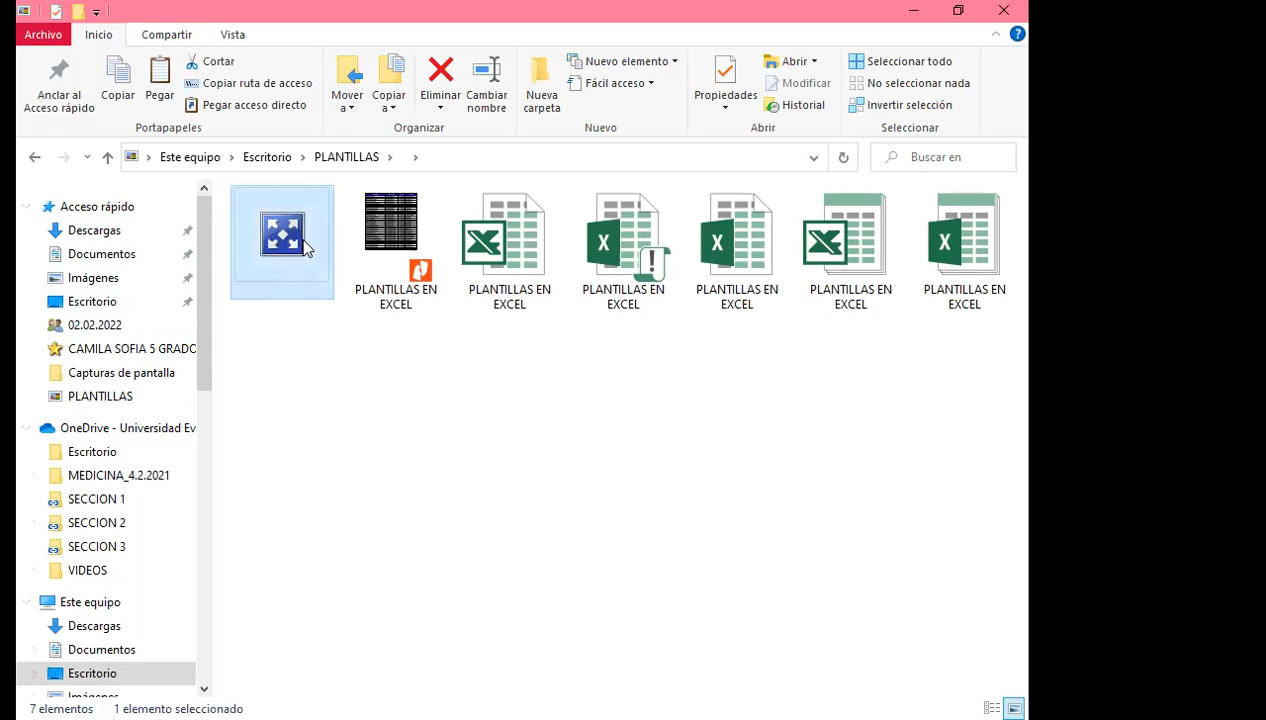 Archivo Inicio Compartir Vista
Anclar al
Acceso rápido
Copiar
Pegar
Cortar
Copiar ruta de acceso
Pegar acceso directo
Portapapeles
Mover
a
Copiar
a
Eliminar
Cambiar
nombre
Organizar
Nueva
carpeta
Nuevo elemento
Fácil acceso
Nuevo
Propiedades
Abrir
Modificar
Historial
Abrir
Seleccionar todo
No seleccionar nada
Invertir selección
Seleccionar
Este equipo > Escritorio > PLANTILLAS > >
Buscar en
Acceso rápido
Descargas
Documentos
Imágenes
Escritorio
02.02.2022
CAMILA SOFIA 5 GRADO
Capturas de pantalla
PLANTILLAS
OneDrive - Universidad Ev
Escritorio
MEDICINA_4.2.2021
SECCION 1
SECCION 2
SECCION 3
VIDEOS
Este equipo
Descargas
Documentos
Escritorio
Imágenes
PLANTILLAS EN
EXCEL
PLANTILLAS EN
EXCEL
PLANTILLAS EN
EXCEL
PLANTILLAS EN
EXCEL
PLANTILLAS EN
EXCEL
PLANTILLAS EN
EXCEL
7 elementos 1 elemento seleccionado